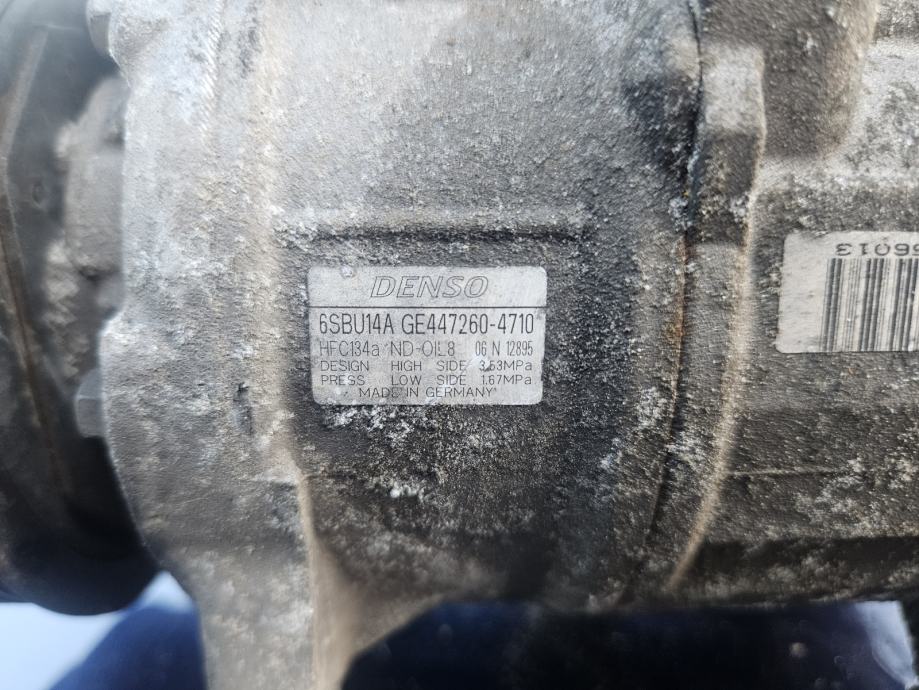 DENSO
6SBU14A GE447260-4710
HFC134a ND-OIL8 06 N 12895
DESIGN HIGH SIDE 3.53MPa
PRESS LOW SIDE 1.67MPa
MADE IN GERMANY
6013